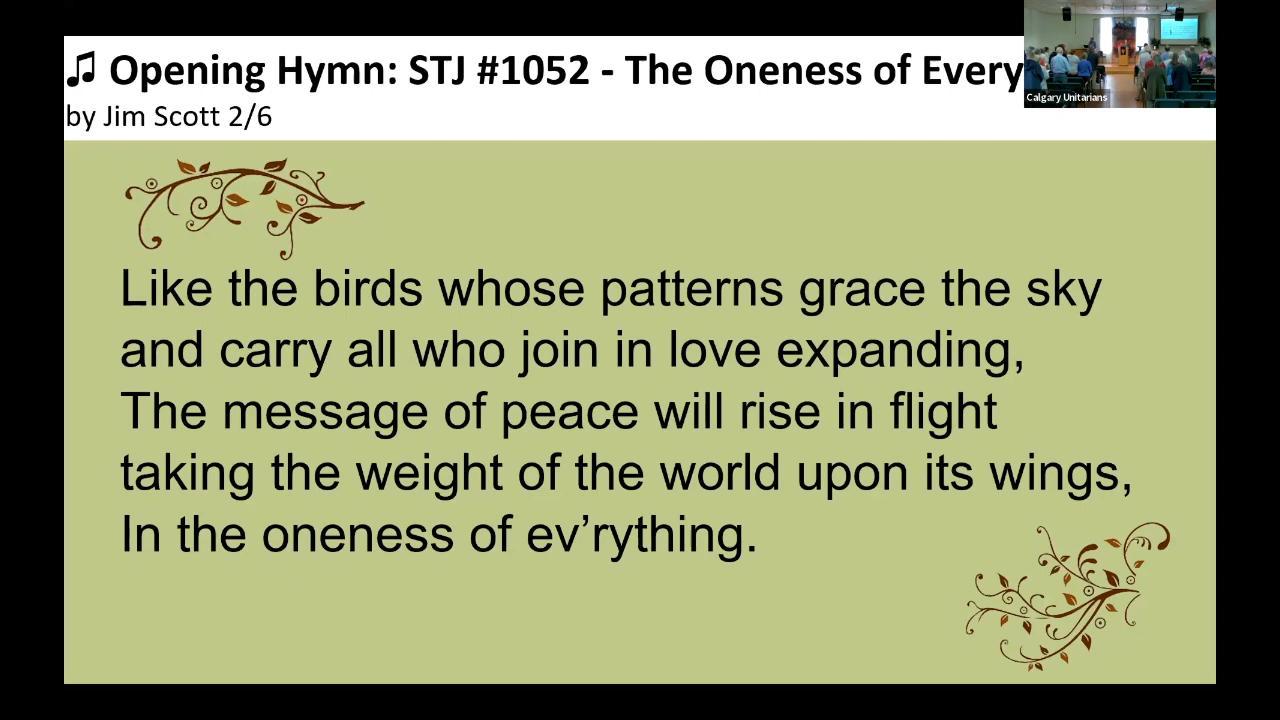 ♫ Opening Hymn: STJ #1052 - The Oneness of Every
by Jim Scott 2/6
Calgary Unitarians
Like the birds whose patterns grace the sky
and carry all who join in love expanding,
The message of peace will rise in flight
taking the weight of the world upon its wings,
In the oneness of ev’rything.